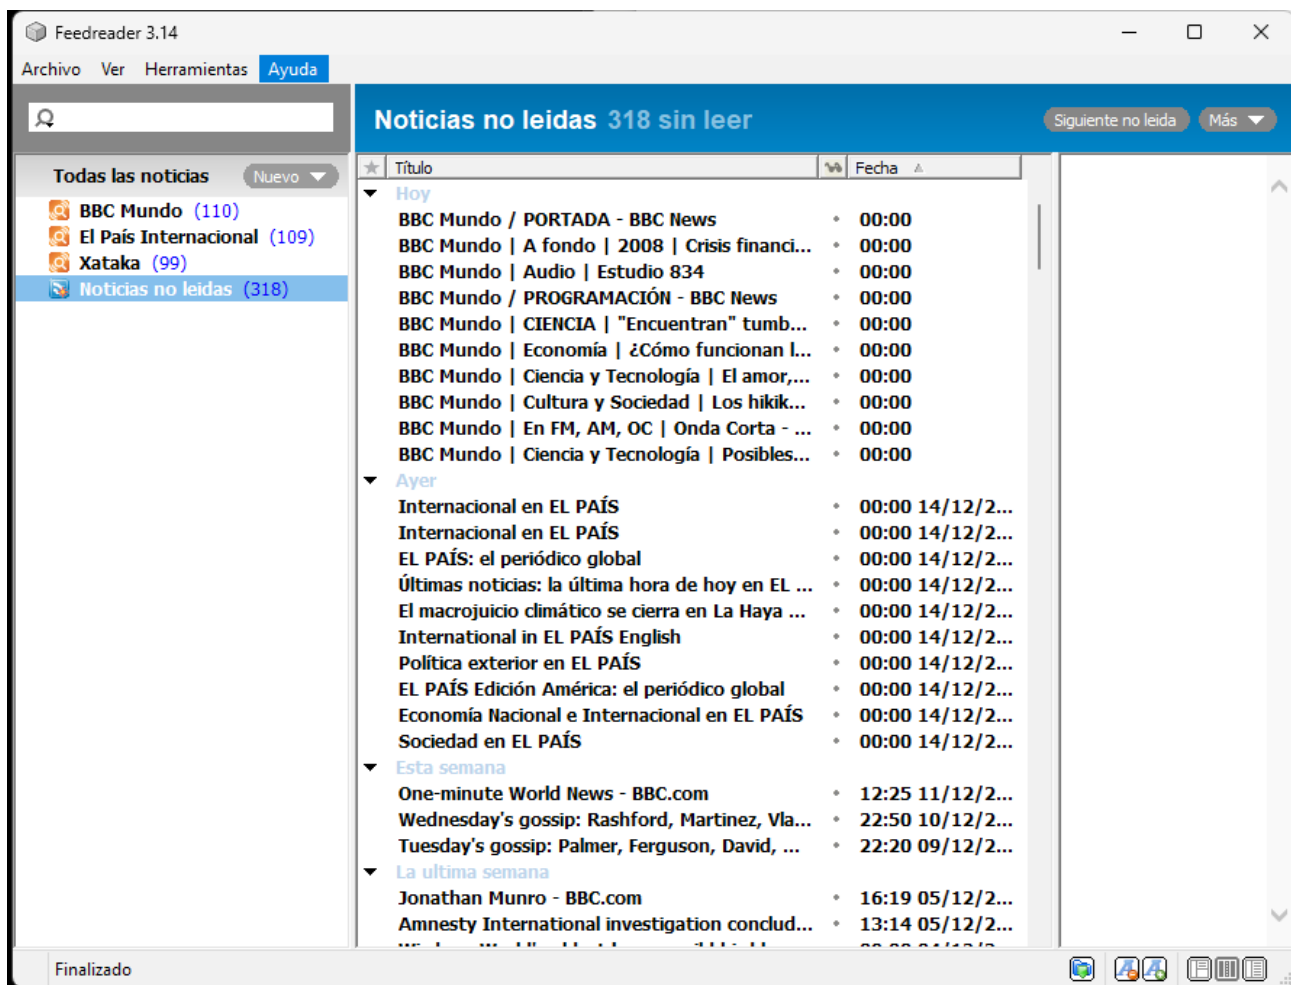 Feedreader 3.14
Archivo Ver Herramientas Ayuda
Noticias no leidas 318 sin leer
Siguiente no leida Más
Todas las noticias Nuevo
BBC Mundo (110)
El País Internacional (109)
Xataka (99)
Noticias no leidas (318)
Título Fecha
Hoy
BBC Mundo / PORTADA - BBC News 00:00
BBC Mundo | A fondo | 2008 | Crisis financi... 00:00
BBC Mundo | Audio | Estudio 834 00:00
BBC Mundo / PROGRAMACIÓN - BBC News 00:00
BBC Mundo | CIENCIA | "Encuentran" tumb... 00:00
BBC Mundo | Economía | ¿Cómo funcionan l... 00:00
BBC Mundo | Ciencia y Tecnología | El amor,... 00:00
BBC Mundo | Cultura y Sociedad | Los hikik... 00:00
BBC Mundo | En FM, AM, OC | Onda Corta - ... 00:00
BBC Mundo | Ciencia y Tecnología | Posibles... 00:00
Ayer
Internacional en EL PAÍS 00:00 14/12/2...
Internacional en EL PAÍS 00:00 14/12/2...
EL PAÍS: el periódico global 00:00 14/12/2...
Últimas noticias: la última hora de hoy en EL ... 00:00 14/12/2...
El macrojuicio climático se cierra en La Haya ... 00:00 14/12/2...
International in EL PAÍS English 00:00 14/12/2...
Política exterior en EL PAÍS 00:00 14/12/2...
EL PAÍS Edición América: el periódico global 00:00 14/12/2...
Economía Nacional e Internacional en EL PAÍS 00:00 14/12/2...
Sociedad en EL PAÍS 00:00 14/12/2...
Esta semana
One-minute World News - BBC.com 12:25 11/12/2...
Wednesday's gossip: Rashford, Martinez, Vla... 22:50 10/12/2...
Tuesday's gossip: Palmer, Ferguson, David, ... 22:20 09/12/2...
La ultima semana
Jonathan Munro - BBC.com 16:19 05/12/2...
Amnesty International investigation conclud... 13:14 05/12/2...
Finalizado